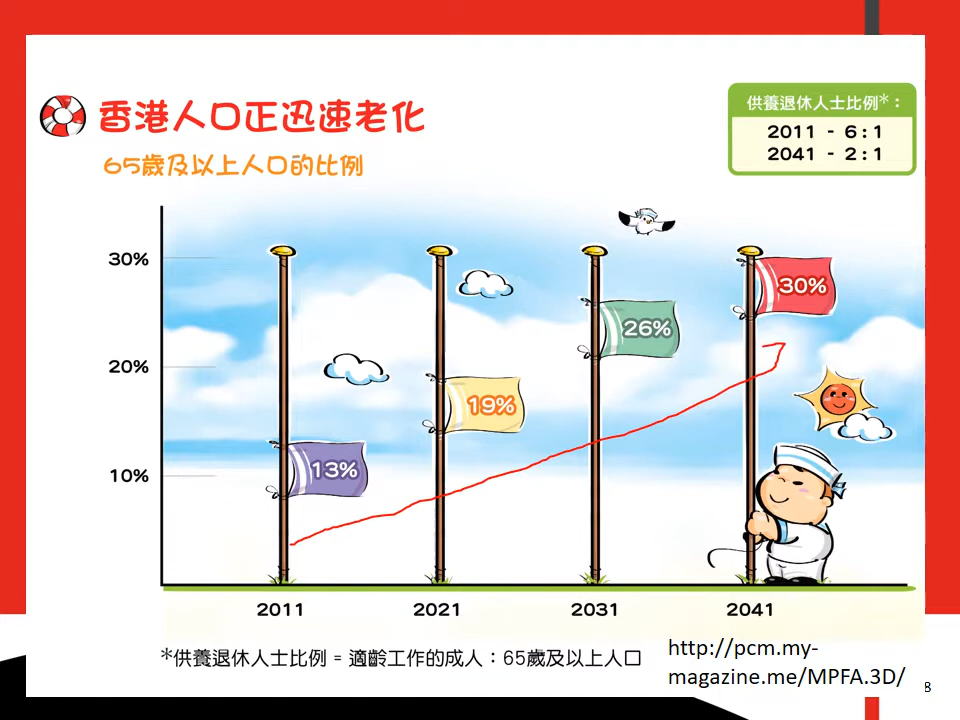 香港人口正迅速老化
65歲及以上人口的比例
供養退休人士比例*：
2011 - 6 : 1
2041 - 2 : 1
30%
20%
10%
13%
19%
26%
30%
2011
2021
2031
2041
*供養退休人士比例 = 適齡工作的成人：65歲及以上人口
http://pcm.my-
magazine.me/MPFA.3D/
8